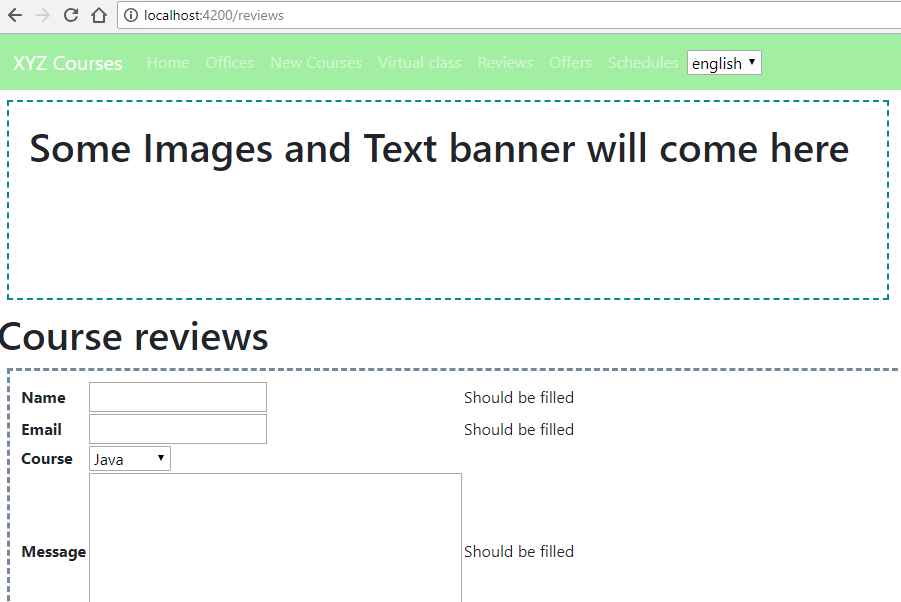 localhost:4200/reviews
XYZ Courses Home Offices New Courses Virtual class Reviews Offers Schedules english
Some Images and Text banner will come here
Course reviews
Name Should be filled
Email Should be filled
Course Java
Message Should be filled